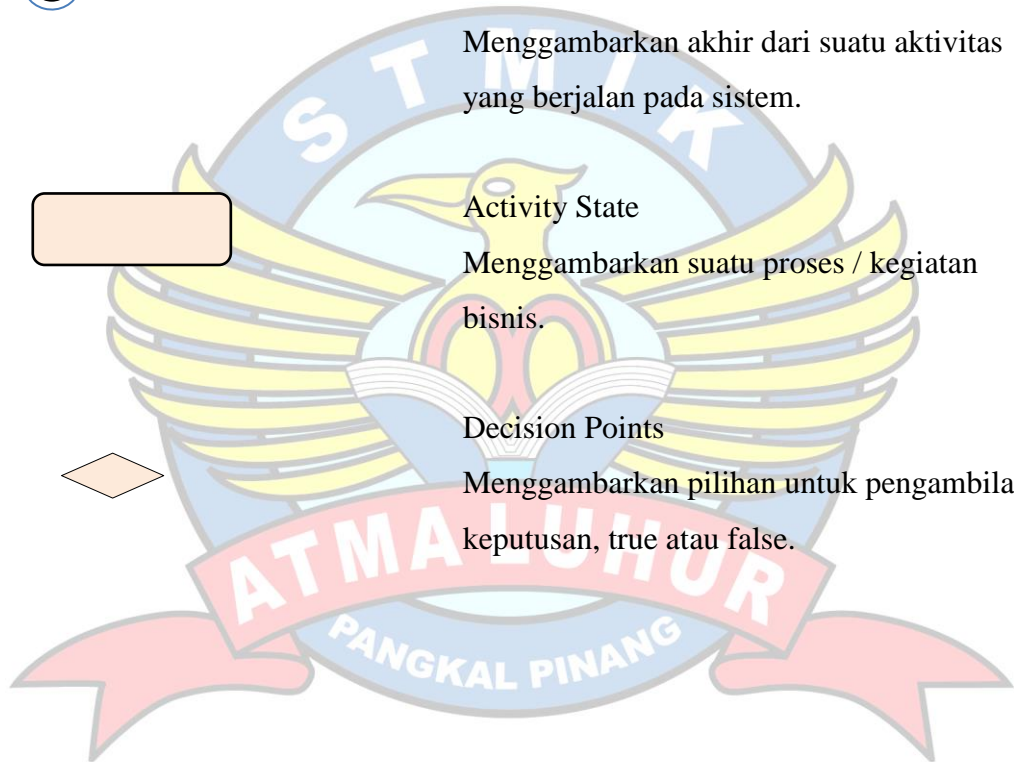 Menggambarkan akhir dari suatu aktivitas
yang berjalan pada sistem.
Activity State
Menggambarkan suatu proses / kegiatan
bisnis.
Decision Points
Menggambarkan pilihan untuk pengambila
keputusan, true atau false.
STMIK
ATMA LUHUR
PANGKAL PINANG